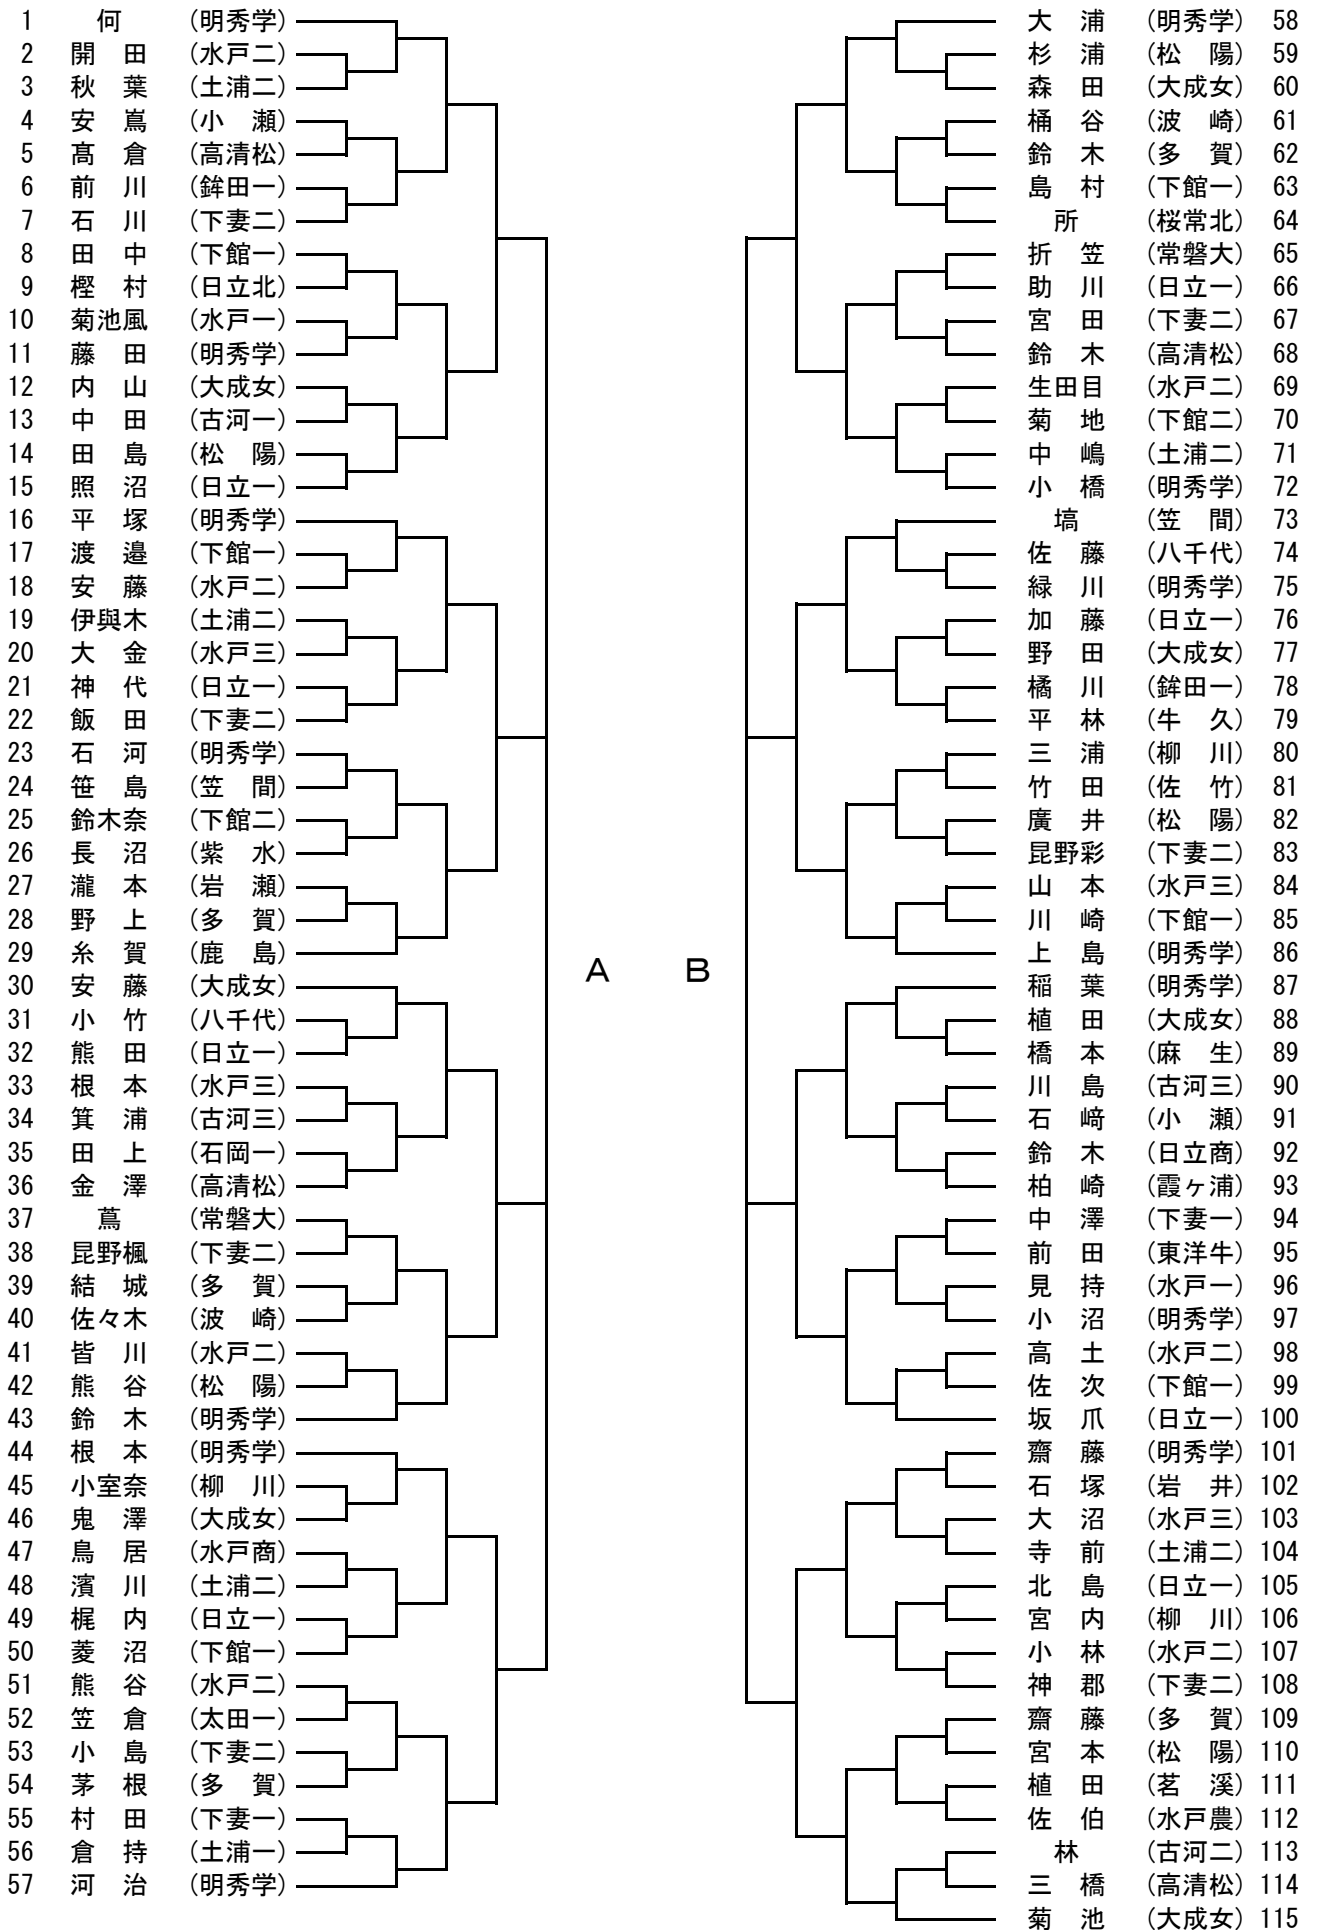 1 何 (明秀学)
2 開 田 (水戸二)
3 秋 葉 (土浦二)
4 安 嶌 (小 瀬)
5 髙 倉 (高清松)
6 前 川 (鉾田一)
7 石 川 (下妻二)
8 田 中 (下館一)
9 樫 村 (日立北)
10 菊池風 (水戸一)
11 藤 田 (明秀学)
12 内 山 (大成女)
13 中 田 (古河一)
14 田 島 (松 陽)
15 照 沼 (日立一)
16 平 塚 (明秀学)
17 渡 邉 (下館一)
18 安 藤 (水戸二)
19 伊與木 (土浦二)
20 大 金 (水戸三)
21 神 代 (日立一)
22 飯 田 (下妻二)
23 石 河 (明秀学)
24 笹 島 (笠 間)
25 鈴木奈 (下館二)
26 長 沼 (紫 水)
27 瀧 本 (岩 瀬)
28 野 上 (多 賀)
29 糸 賀 (鹿 島)
30 安 藤 (大成女)
31 小 竹 (八千代)
32 熊 田 (日立一)
33 根 本 (水戸三)
34 箕 浦 (古河三)
35 田 上 (石岡一)
36 金 澤 (高清松)
37 蔦 (常磐大)
38 昆野楓 (下妻二)
39 結 城 (多 賀)
40 佐々木 (波 崎)
41 皆 川 (水戸二)
42 熊 谷 (松 陽)
43 鈴 木 (明秀学)
44 根 本 (明秀学)
45 小室奈 (柳 川)
46 鬼 澤 (大成女)
47 鳥 居 (水戸商)
48 濱 川 (土浦二)
49 梶 内 (日立一)
50 菱 沼 (下館一)
51 熊 谷 (水戸二)
52 笠 倉 (太田一)
53 小 島 (下妻二)
54 茅 根 (多 賀)
55 村 田 (下妻一)
56 倉 持 (土浦一)
57 河 治 (明秀学)
A B
大 浦 (明秀学) 58
杉 浦 (松 陽) 59
森 田 (大成女) 60
桶 谷 (波 崎) 61
鈴 木 (多 賀) 62
島 村 (下館一) 63
所 (桜常北) 64
折 笠 (常磐大) 65
助 川 (日立一) 66
宮 田 (下妻二) 67
鈴 木 (高清松) 68
生田目 (水戸二) 69
菊 地 (下館二) 70
中 嶋 (土浦二) 71
小 橋 (明秀学) 72
塙 (笠 間) 73
佐 藤 (八千代) 74
緑 川 (明秀学) 75
加 藤 (日立一) 76
野 田 (大成女) 77
橘 川 (鉾田一) 78
平 林 (牛 久) 79
三 浦 (柳 川) 80
竹 田 (佐 竹) 81
廣 井 (松 陽) 82
昆野彩 (下妻二) 83
山 本 (水戸三) 84
川 崎 (下館一) 85
上 島 (明秀学) 86
稲 葉 (明秀学) 87
植 田 (大成女) 88
橋 本 (麻 生) 89
川 島 (古河三) 90
石 﨑 (小 瀬) 91
鈴 木 (日立商) 92
柏 崎 (霞ヶ浦) 93
中 澤 (下妻一) 94
前 田 (東洋牛) 95
見 持 (水戸一) 96
小 沼 (明秀学) 97
高 土 (水戸二) 98
佐 次 (下館一) 99
坂 爪 (日立一) 100
齋 藤 (明秀学) 101
石 塚 (岩 井) 102
大 沼 (水戸三) 103
寺 前 (土浦二) 104
北 島 (日立一) 105
宮 内 (柳 川) 106
小 林 (水戸二) 107
神 郡 (下妻二) 108
齋 藤 (多 賀) 109
宮 本 (松 陽) 110
植 田 (茗 溪) 111
佐 伯 (水戸農) 112
林 (古河二) 113
三 橋 (高清松) 114
菊 池 (大成女) 115